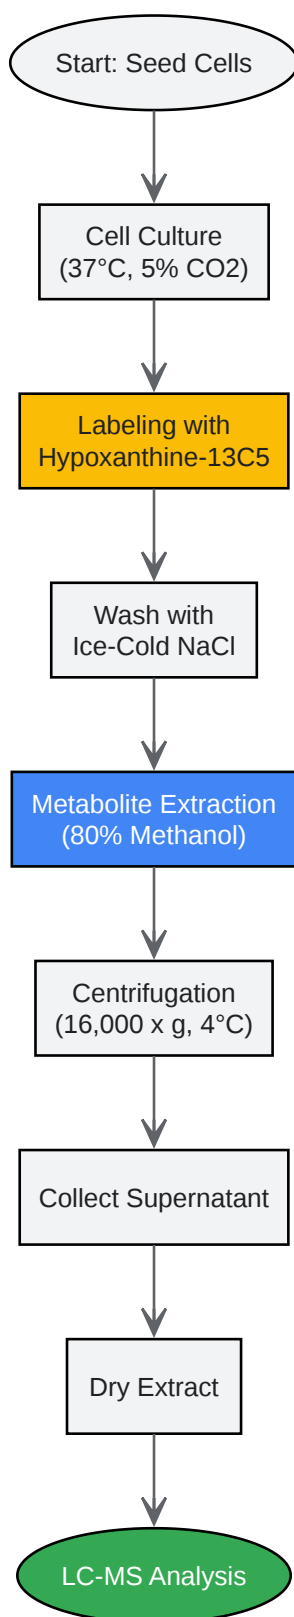 Start: Seed Cells
Cell Culture
(37°C, 5% CO2)
Labeling with
Hypoxanthine-13C5
Wash with
Ice-Cold NaCl
Metabolite Extraction
(80% Methanol)
Centrifugation
(16,000 x g, 4°C)
Collect Supernatant
Dry Extract
LC-MS Analysis